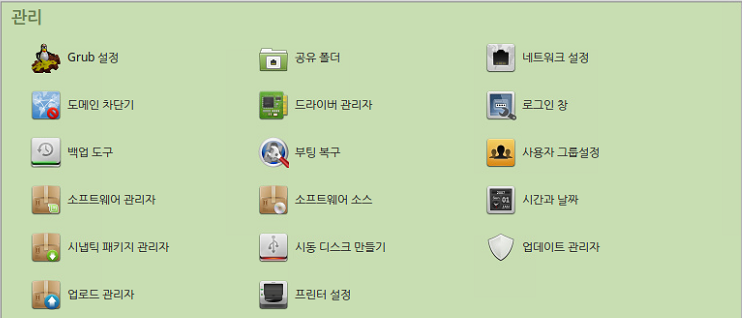 관리
Grub 설정
공유 폴더
네트워크 설정
도메인 차단기
드라이버 관리자
로그인 창
백업 도구
부팅 복구
사용자 그룹설정
소프트웨어 관리자
소프트웨어 소스
시간과 날짜
시냅틱 패키지 관리자
시동 디스크 만들기
업데이트 관리자
업로드 관리자
프린터 설정